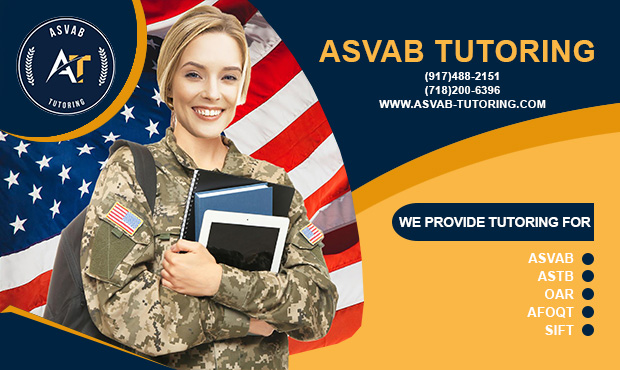 ASVAB
AT
TUTORING
ASVAB TUTORING
(917)488-2151
(718)200-6396
WWW.ASVAB-TUTORING.COM
WE PROVIDE TUTORING FOR
ASVAB
ASTB
OAR
AFOQT
SIFT